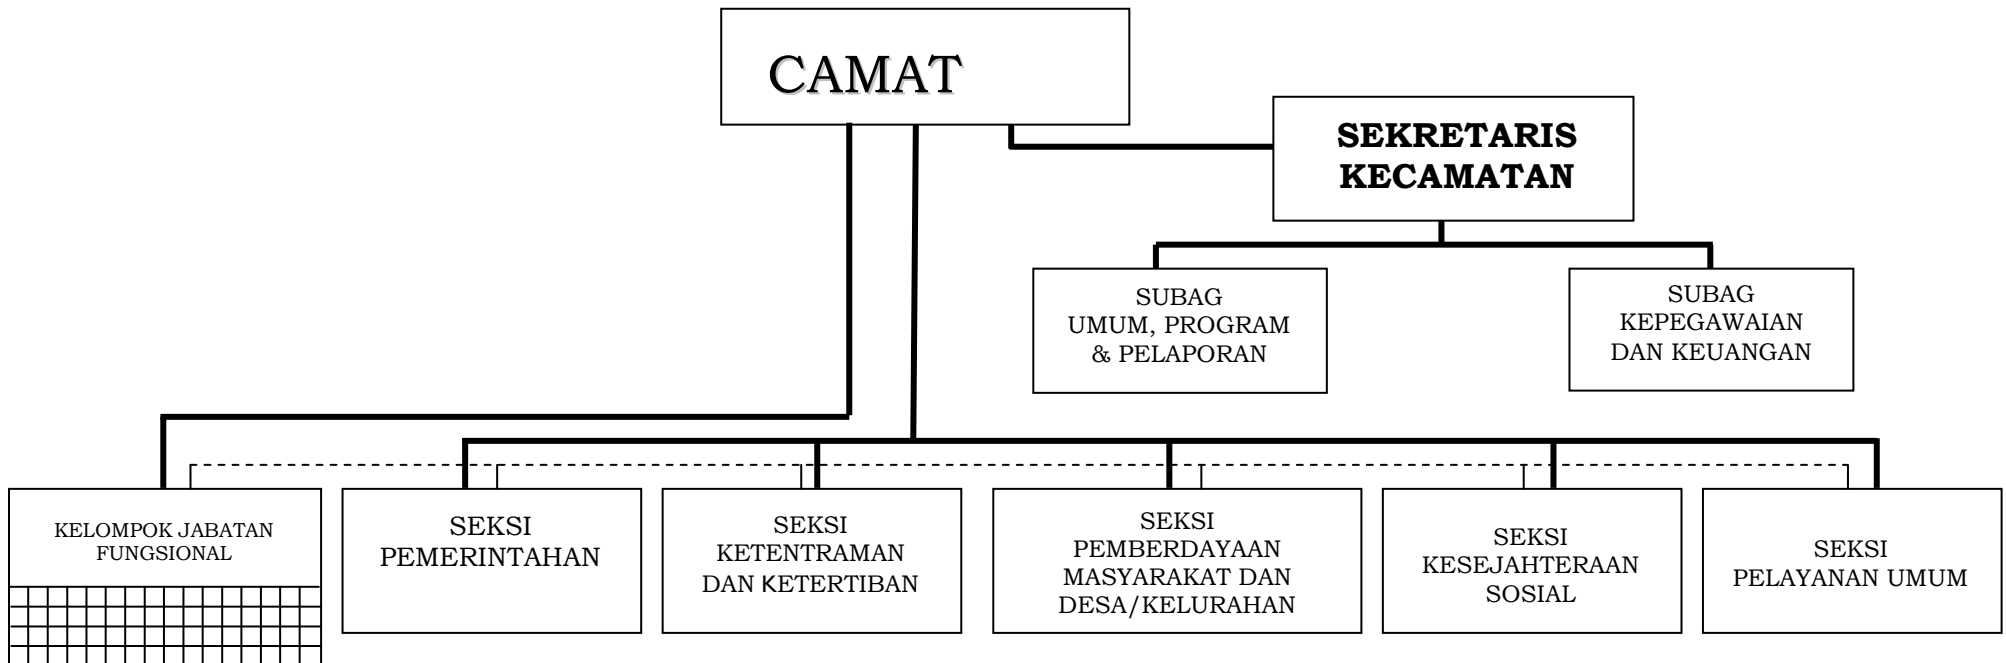 CAMAT
SEKRETARIS
KECAMATAN
SUBAG
UMUM, PROGRAM
& PELAPORAN
SUBAG
KEPEGAWAIAN
DAN KEUANGAN
KELOMPOK JABATAN
FUNGSIONAL
SEKSI
PEMERINTAHAN
SEKSI
KETENTRAMAN
DAN KETERTIBAN
SEKSI
PEMBERDAYAAN
MASYARAKAT DAN
DESA/KELURAHAN
SEKSI
KESEJAHTERAAN
SOSIAL
SEKSI
PELAYANAN UMUM